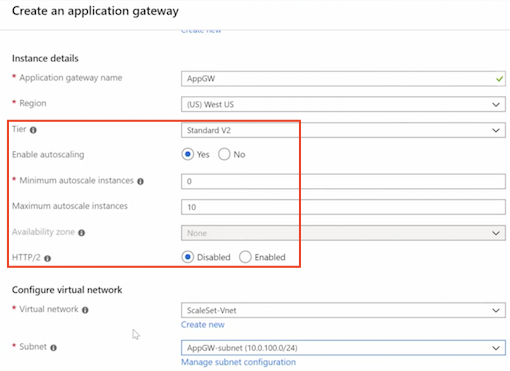 Create an application gateway
Create new
Instance details
* Application gateway name AppGW
* Region (US) West US
Tier Standard V2
Enable autoscaling Yes No
* Minimum autoscale instances 0
Maximum autoscale instances 10
Availability zone None
HTTP/2 Disabled Enabled
Configure virtual network
* Virtual network ScaleSet-Vnet
Create new
* Subnet AppGW-subnet (10.0.100.0/24)
Manage subnet configuration